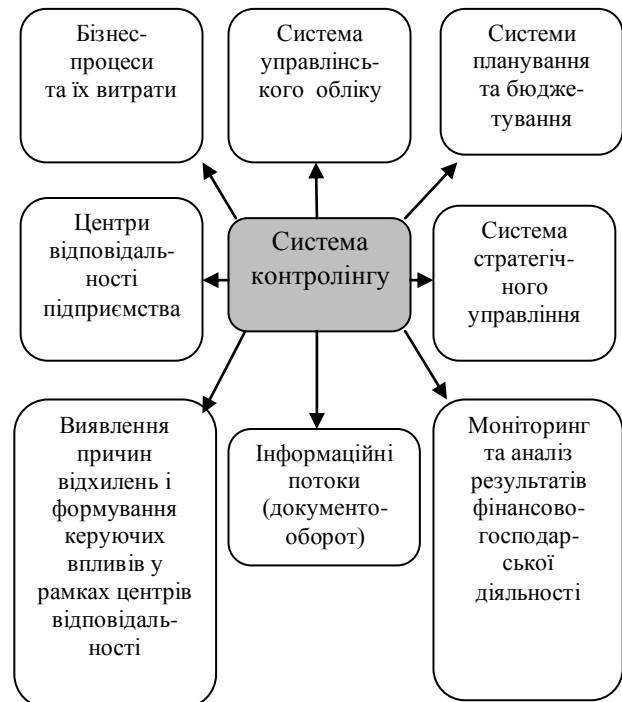 Бізнес-
процеси
та їх витрати
Система
управлінсь-
кого обліку
Системи
планування
та бюдже-
тування
Центри
відповідаль-
ності
підприємства
Система
контролінгу
Система
стратегіч-
ного
управління
Виявлення
причин
відхилень і
формування
керуючих
впливів у
рамках центрів
відповідаль-
ності
Інформаційні
потоки
(документо-
оборот)
Моніторинг
та аналіз
результатів
фінансово-
господар-
ської
діяльності